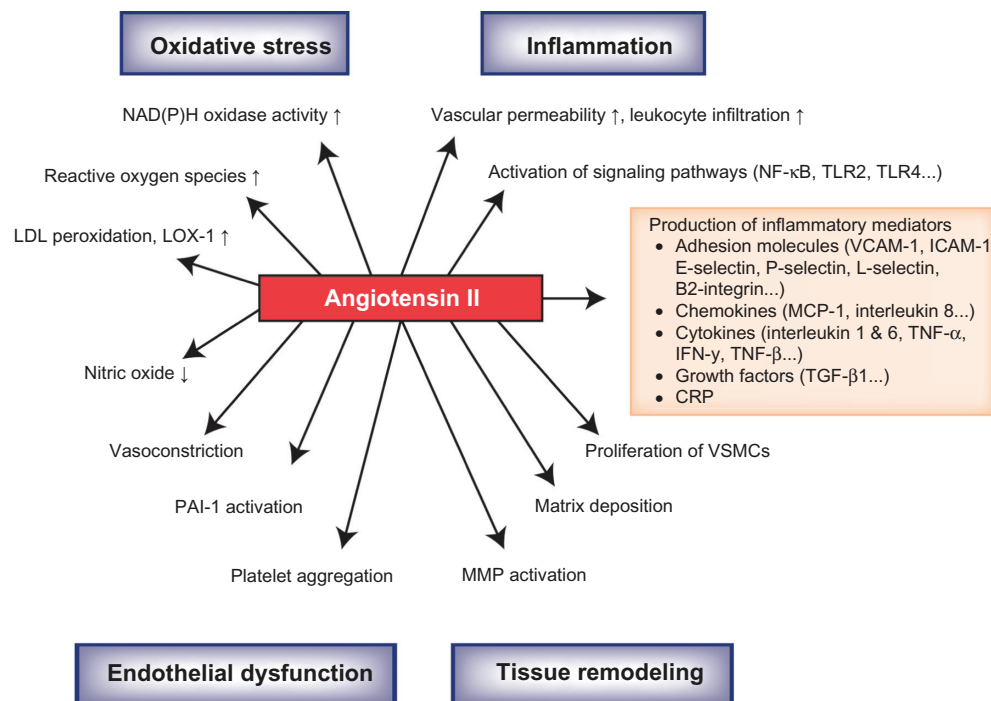 Oxidative stress
Inflammation
NAD(P)H oxidase activity ↑
Vascular permeability ↑, leukocyte infiltration ↑
Reactive oxygen species ↑
Activation of signaling pathways (NF-κB, TLR2, TLR4...)
LDL peroxidation, LOX-1 ↑
Production of inflammatory mediators
• Adhesion molecules (VCAM-1, ICAM-1
E-selectin, P-selectin, L-selectin,
B2-integrin...)
• Chemokines (MCP-1, interleukin 8...)
• Cytokines (interleukin 1 & 6, TNF-α,
IFN-y, TNF-β...)
• Growth factors (TGF-β1...)
• CRP
Angiotensin II
Nitric oxide ↓
Vasoconstriction
Proliferation of VSMCs
PAI-1 activation
Matrix deposition
Platelet aggregation
MMP activation
Endothelial dysfunction
Tissue remodeling